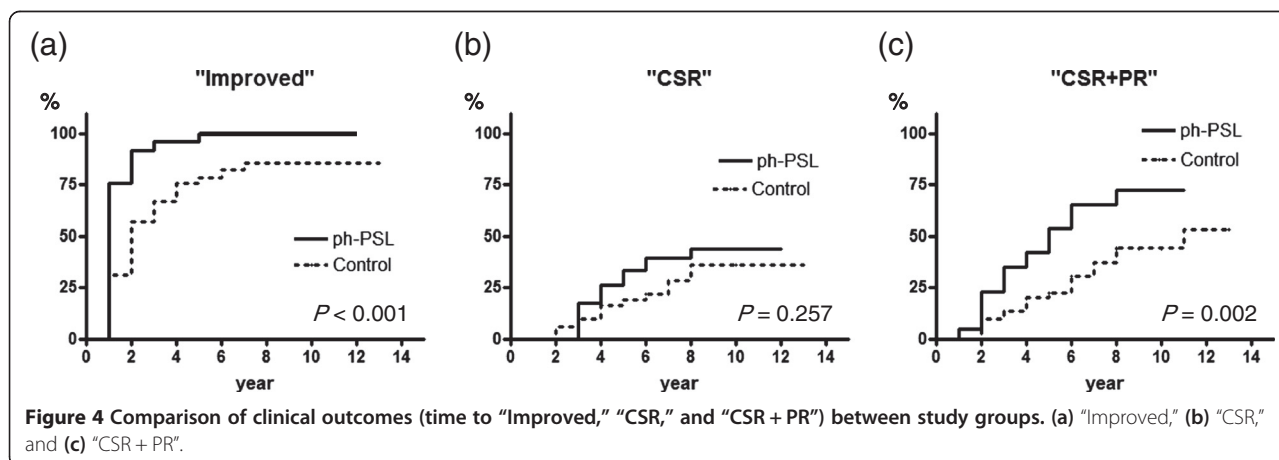 (a)
"Improved"
%
100
75
50
25
0
0 2 4 6 8 10 12 14
year
ph-PSL
Control
P < 0.001
(b)
"CSR"
%
100
75
50
25
0
0 2 4 6 8 10 12 14
year
ph-PSL
Control
P = 0.257
(c)
"CSR+PR"
%
100
75
50
25
0
0 2 4 6 8 10 12 14
year
ph-PSL
Control
P = 0.002
Figure 4 Comparison of clinical outcomes (time to “Improved,” “CSR,” and “CSR + PR”) between study groups. (a) “Improved,” (b) “CSR,”
and (c) “CSR + PR”.